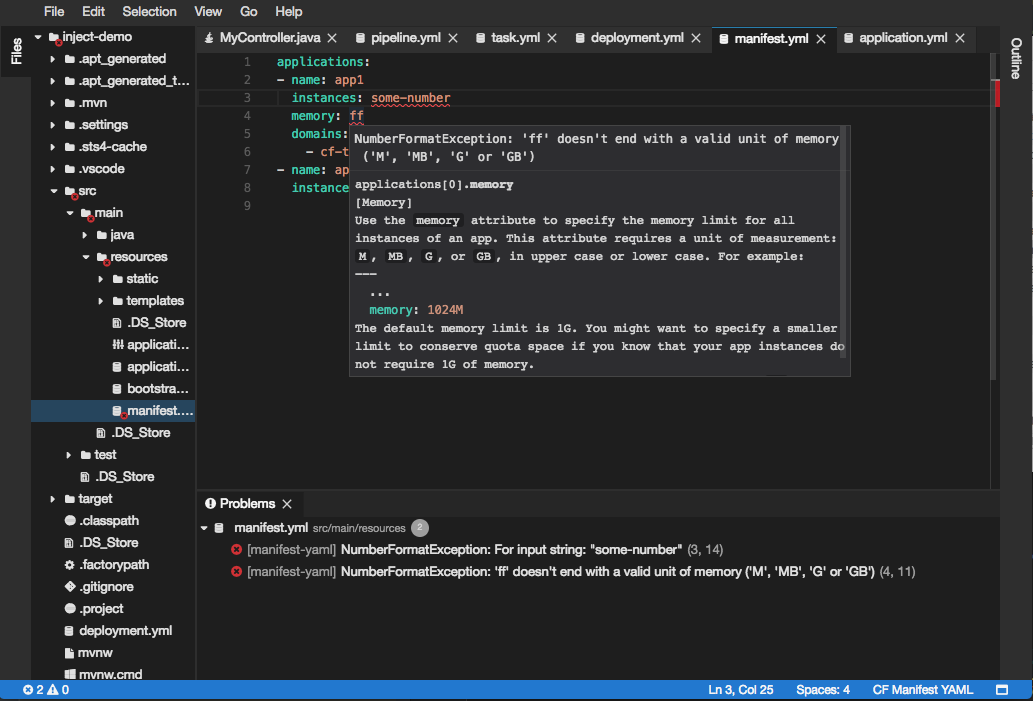 File Edit Selection View Go Help
Files
inject-demo
.apt_generated
.apt_generated_t...
.mvn
.settings
.sts4-cache
.vscode
src
main
java
resources
static
templates
.DS_Store
applicati...
applicati...
bootstra...
manifest....
.DS_Store
test
.DS_Store
target
.classpath
.DS_Store
.factorypath
.gitignore
.project
deployment.yml
mvnw
mvnw.cmd
MyController.java pipeline.yml task.yml deployment.yml manifest.yml application.yml
Outline
1 applications:
2 - name: app1
3 instances: some-number
4 memory: ff
5 domains:
6 - cf-t
7 - name: ap
8 instance
9
NumberFormatException: 'ff' doesn't end with a valid unit of memory
('M', 'MB', 'G' or 'GB')
applications[0].memory
[Memory]
Use the memory attribute to specify the memory limit for all
instances of an app. This attribute requires a unit of measurement:
M, MB, G, or GB, in upper case or lower case. For example:
---
...
memory: 1024M
The default memory limit is 1G. You might want to specify a smaller
limit to conserve quota space if you know that your app instances do
not require 1G of memory.
Problems
manifest.yml src/main/resources 2
[manifest-yaml] NumberFormatException: For input string: "some-number" (3, 14)
[manifest-yaml] NumberFormatException: 'ff' doesn't end with a valid unit of memory ('M', 'MB', 'G' or 'GB') (4, 11)
2 0 Ln 3, Col 25 Spaces: 4 CF Manifest YAML